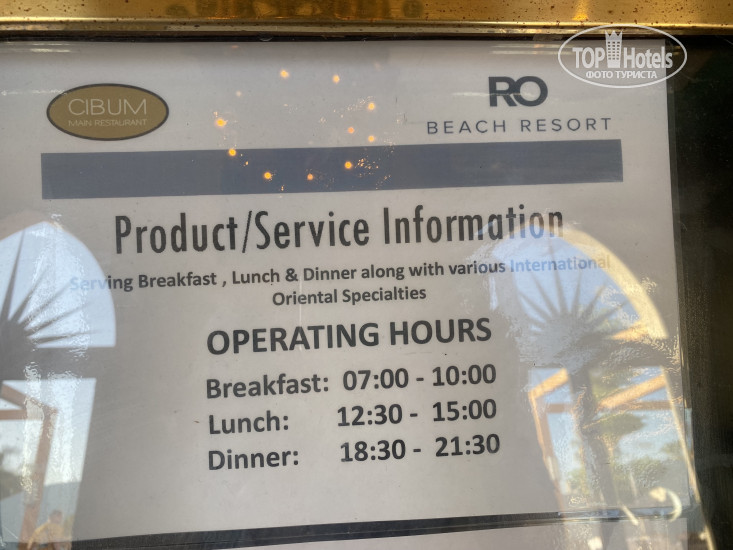 TOP Hotels
ФОТО ТУРИСТА
CIBUM
MAIN RESTAURANT
RO
BEACH RESORT
Product/Service Information
Serving Breakfast , Lunch & Dinner along with various International
Oriental Specialties
OPERATING HOURS
Breakfast: 07:00 - 10:00
Lunch: 12:30 - 15:00
Dinner: 18:30 - 21:30